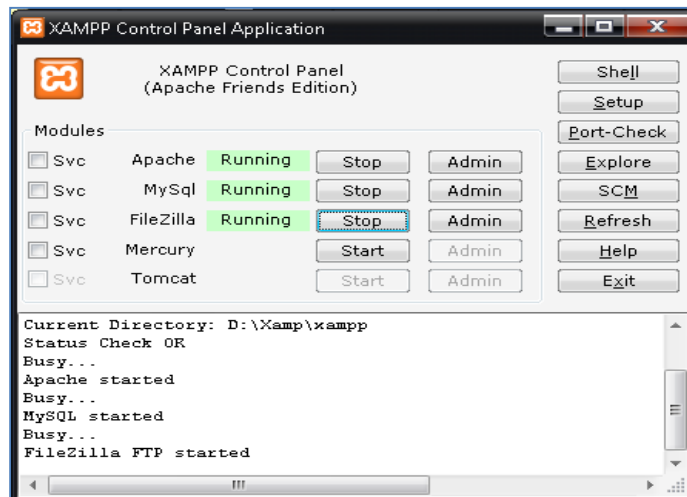 XAMPP Control Panel Application
XAMPP Control Panel
(Apache Friends Edition)
Shell
Setup
Port-Check
Explore
SCM
Refresh
Help
Exit
Modules
Svc Apache Running Stop Admin
Svc MySql Running Stop Admin
Svc FileZilla Running Stop Admin
Svc Mercury Start Admin
Svc Tomcat Start Admin
Current Directory: D:\Xamp\xampp
Status Check OR
Busy...
Apache started
Busy...
MySQL started
Busy...
FileZilla FTP started